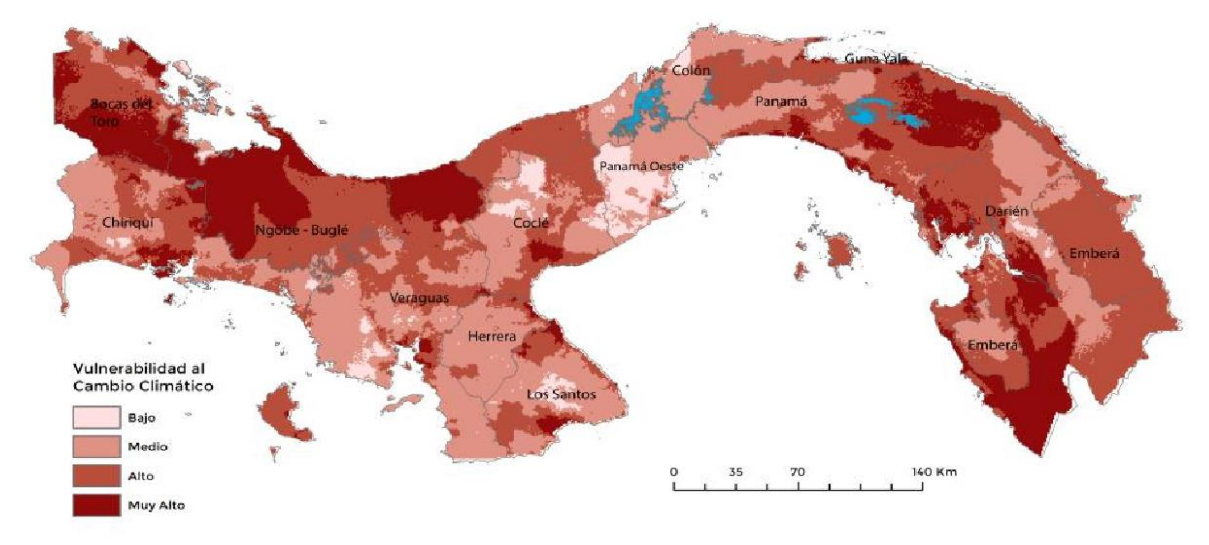 Bocas del
Toro
Chiriquí
Ngöbe - Buglé
Veraguas
Herrera
Los Santos
Coclé
Colón
Panamá Oeste
Panamá
Guna Yala
Darién
Emberá
Emberá
Vulnerabilidad al
Cambio Climático
Bajo
Medio
Alto
Muy Alto
0 35 70 140 Km